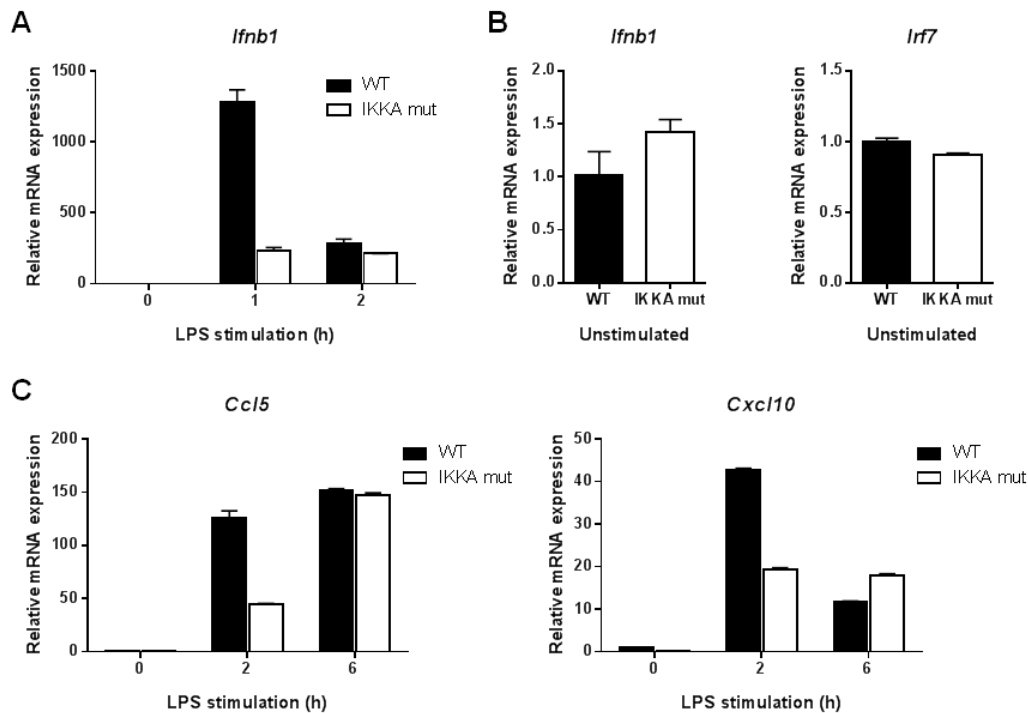 A
Ifnb1
Relative mRNA expression
1500
1000
500
0
0
1
2
LPS stimulation (h)
WT
IKKA mut
B
Ifnb1
Relative mRNA expression
2.0
1.5
1.0
0.5
0.0
WT
IKKA mut
Unstimulated
Irf7
Relative mRNA expression
1.5
1.0
0.5
0.0
WT
IKKA mut
Unstimulated
C
Ccl5
Relative mRNA expression
200
150
100
50
0
0
2
6
LPS stimulation (h)
WT
IKKA mut
Cxcl10
Relative mRNA expression
50
40
30
20
10
0
0
2
6
LPS stimulation (h)
WT
IKKA mut